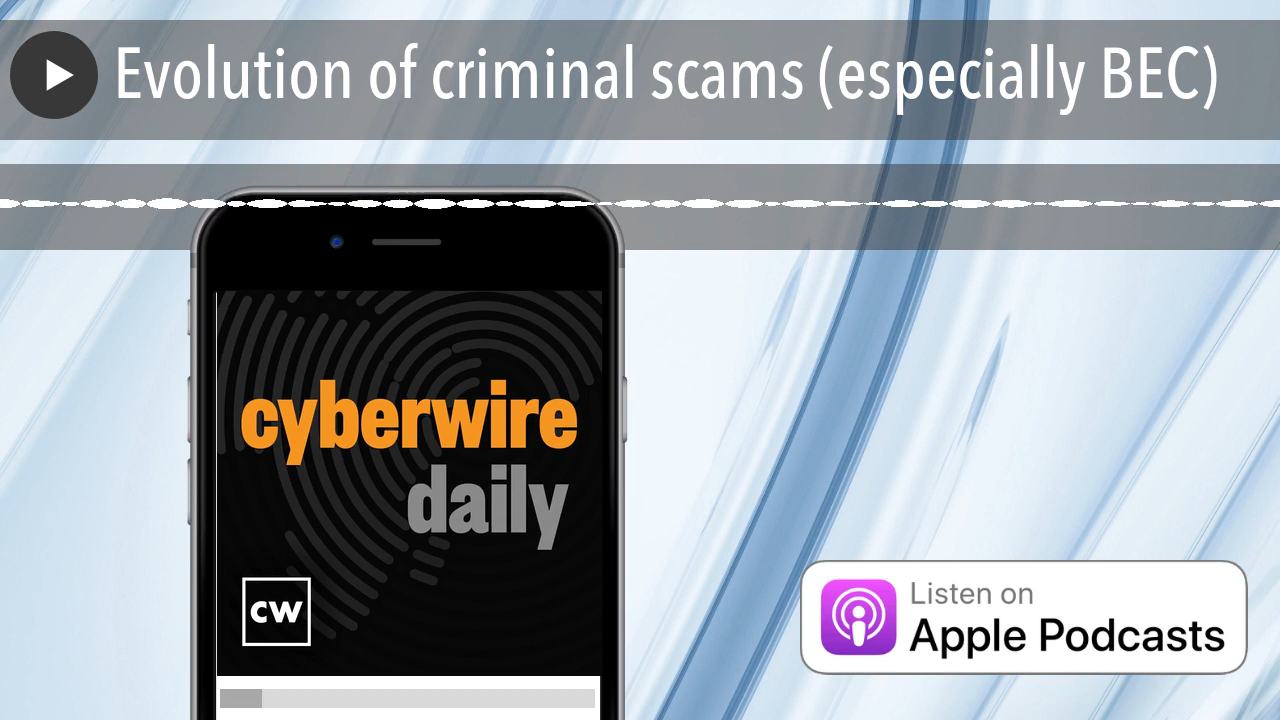 Evolution of criminal scams (especially BEC)
cyberwire
daily
CW
Listen on
Apple Podcasts